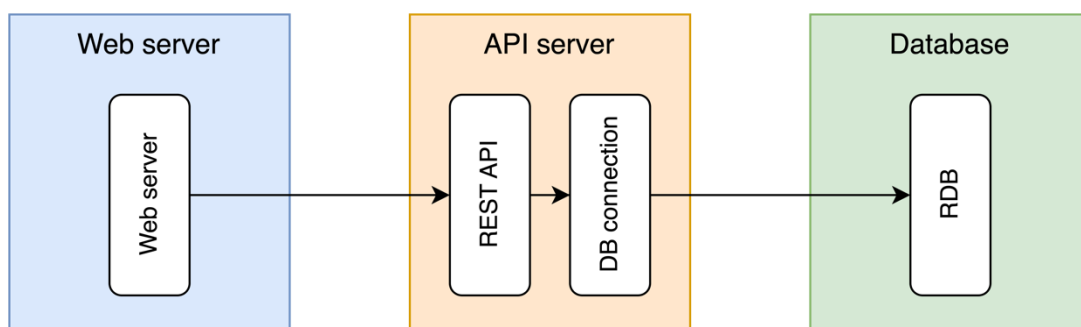 Web server
API server
Database
Web server
REST API
DB connection
RDB